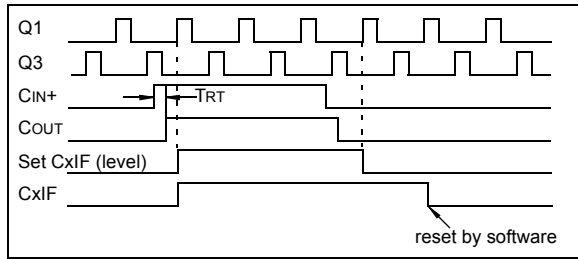 Q1
Q3
CIN+
TRT
COUT
Set CxIF (level)
CxIF
reset by software